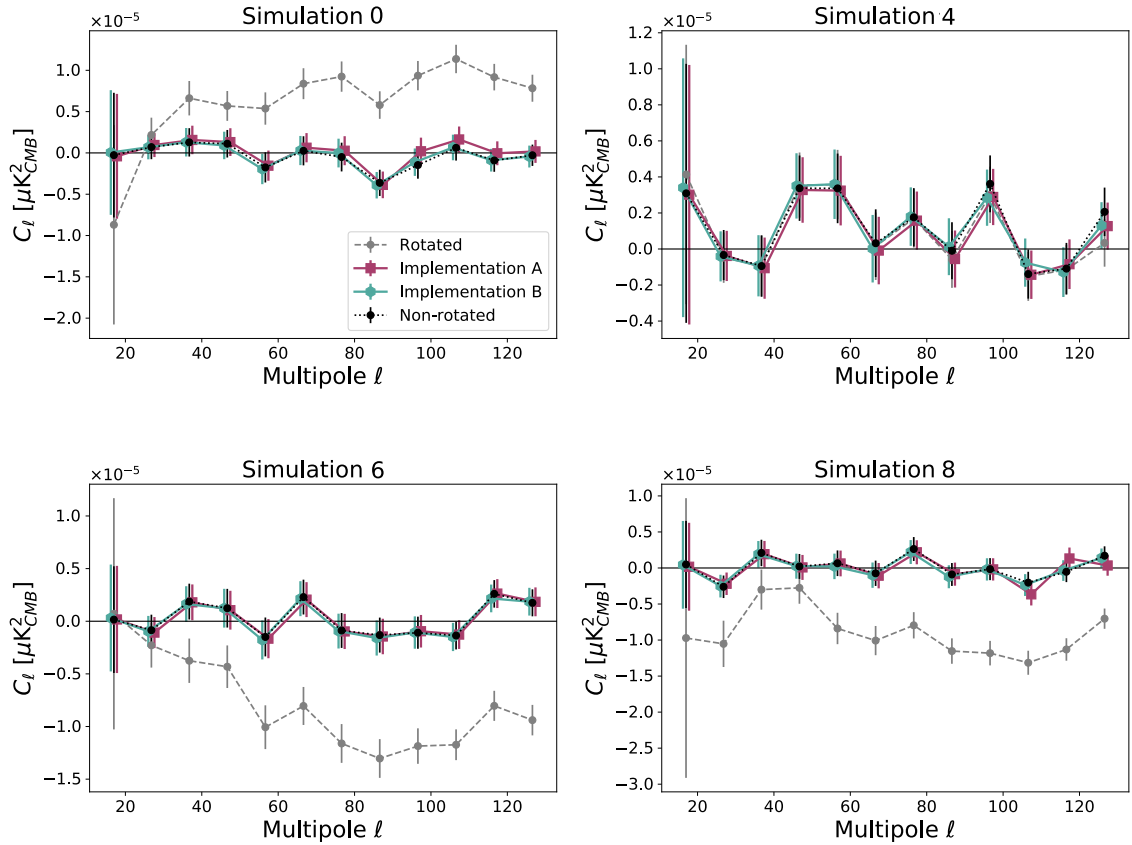 Simulation 0
×10⁻⁵
1.0
0.5
0.0
−0.5
−1.0
−1.5
−2.0
C_ℓ [μK²_CMB]
Rotated
Implementation A
Implementation B
Non-rotated
20 40 60 80 100 120
Multipole ℓ
Simulation 4
×10⁻⁵
1.2
1.0
0.8
0.6
0.4
0.2
0.0
−0.2
−0.4
C_ℓ [μK²_CMB]
20 40 60 80 100 120
Multipole ℓ
Simulation 6
×10⁻⁵
1.0
0.5
0.0
−0.5
−1.0
−1.5
C_ℓ [μK²_CMB]
20 40 60 80 100 120
Multipole ℓ
Simulation 8
×10⁻⁵
1.0
0.5
0.0
−0.5
−1.0
−1.5
−2.0
−2.5
−3.0
C_ℓ [μK²_CMB]
20 40 60 80 100 120
Multipole ℓ